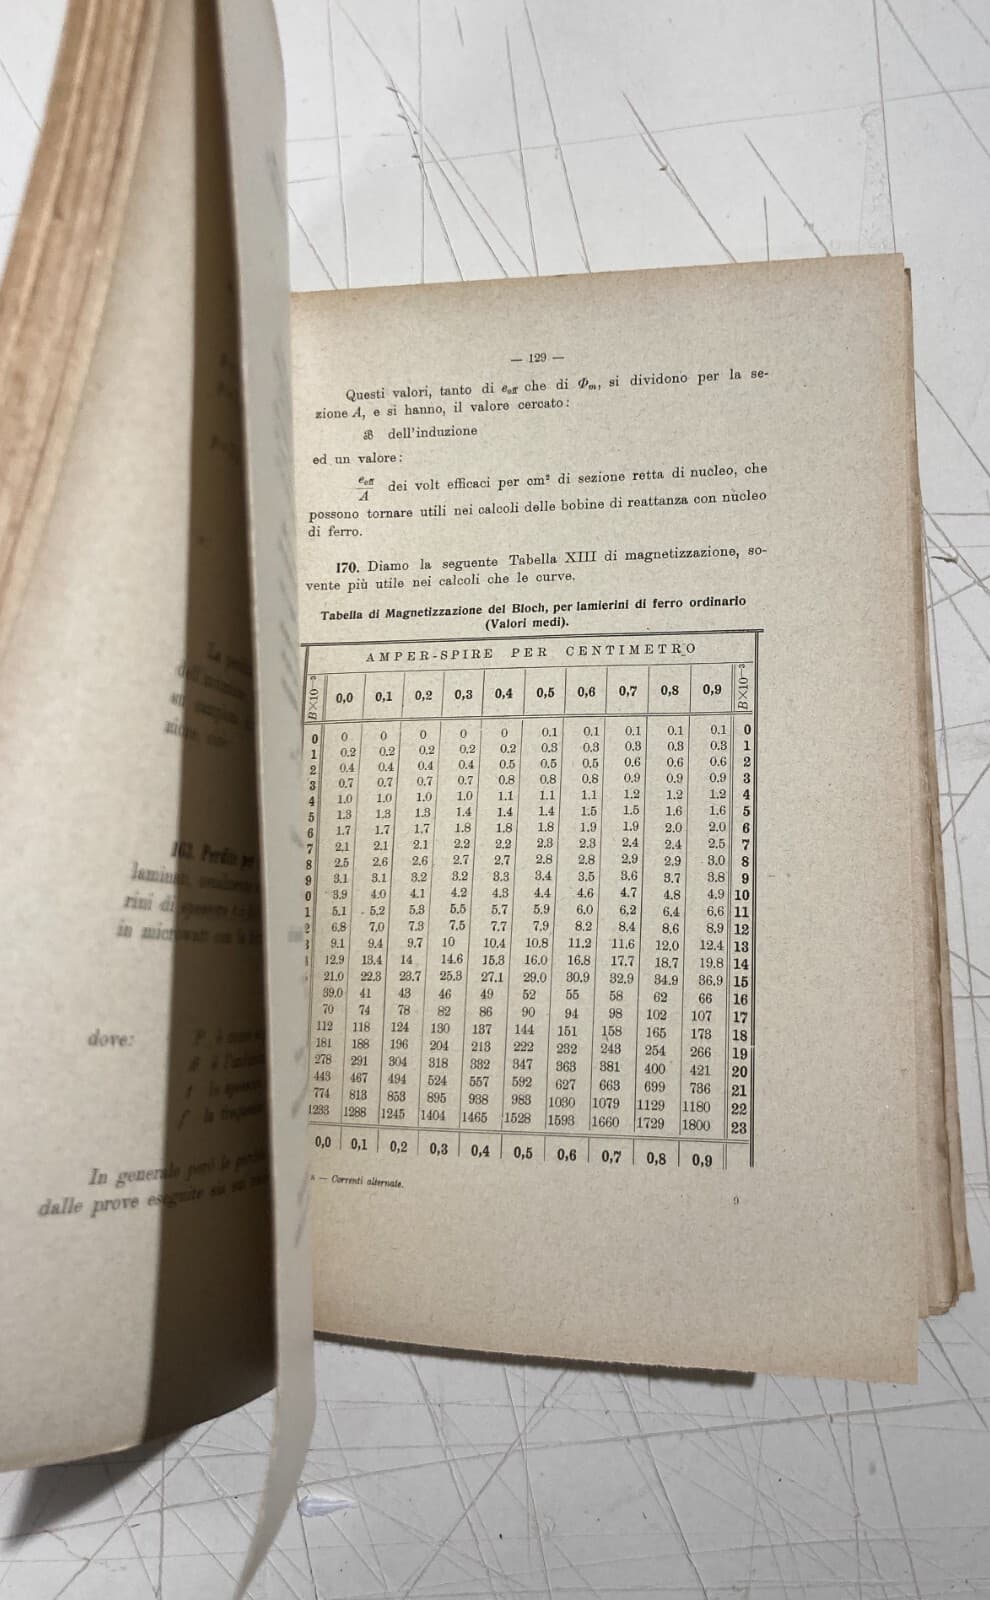 — 129 —
Questi valori, tanto di e_eff che di Φ_m, si dividono per la se-
zione A, e si hanno, il valore cercato:
ℬ dell'induzione
ed un valore:
e_eff / A dei volt efficaci per cm² di sezione retta di nucleo, che
possono tornare utili nei calcoli delle bobine di reattanza con nucleo
di ferro.
170. Diamo la seguente Tabella XIII di magnetizzazione, so-
vente più utile nei calcoli che le curve.
Tabella di Magnetizzazione del Bloch, per lamierini di ferro ordinario
(Valori medi).
AMPER-SPIRE PER CENTIMETRO
B×10⁻³ 0,0 0,1 0,2 0,3 0,4 0,5 0,6 0,7 0,8 0,9 B×10⁻³
0 0 0 0 0 0 0.1 0.1 0.1 0.1 0.1 0
1 0.2 0.2 0.2 0.2 0.2 0.3 0.3 0.3 0.3 0.3 1
2 0.4 0.4 0.4 0.4 0.5 0.5 0.5 0.6 0.6 0.6 2
3 0.7 0.7 0.7 0.7 0.8 0.8 0.8 0.9 0.9 0.9 3
4 1.0 1.0 1.0 1.0 1.1 1.1 1.1 1.2 1.2 1.2 4
5 1.3 1.3 1.3 1.4 1.4 1.4 1.5 1.5 1.6 1.6 5
6 1.7 1.7 1.7 1.8 1.8 1.8 1.9 1.9 2.0 2.0 6
7 2.1 2.1 2.1 2.2 2.2 2.3 2.3 2.4 2.4 2.5 7
8 2.5 2.6 2.6 2.7 2.7 2.8 2.8 2.9 2.9 3.0 8
9 3.1 3.1 3.2 3.2 3.3 3.4 3.5 3.6 3.7 3.8 9
0 3.9 4.0 4.1 4.2 4.3 4.4 4.6 4.7 4.8 4.9 10
1 5.1 5.2 5.3 5.5 5.7 5.9 6.0 6.2 6.4 6.6 11
2 6.8 7.0 7.3 7.5 7.7 7.9 8.2 8.4 8.6 8.9 12
3 9.1 9.4 9.7 10 10.4 10.8 11.2 11.6 12.0 12.4 13
12.9 13.4 14 14.6 15.3 16.0 16.8 17.7 18.7 19.8 14
21.0 22.3 23.7 25.3 27.1 29.0 30.9 32.9 34.9 36.9 15
39.0 41 43 46 49 52 55 58 62 66 16
70 74 78 82 86 90 94 98 102 107 17
112 118 124 130 137 144 151 158 165 173 18
181 188 196 204 213 222 232 243 254 266 19
278 291 304 318 332 347 363 381 400 421 20
443 467 494 524 557 592 627 663 699 736 21
774 813 853 895 938 983 1030 1079 1129 1180 22
1233 1288 1245 1404 1465 1528 1593 1660 1729 1800 23
0,0 0,1 0,2 0,3 0,4 0,5 0,6 0,7 0,8 0,9
— Correnti alternate.
9
163. Perdite per
laminati,
rini di
in microwatt
dove:
In generale però le
dalle prove eseguite su